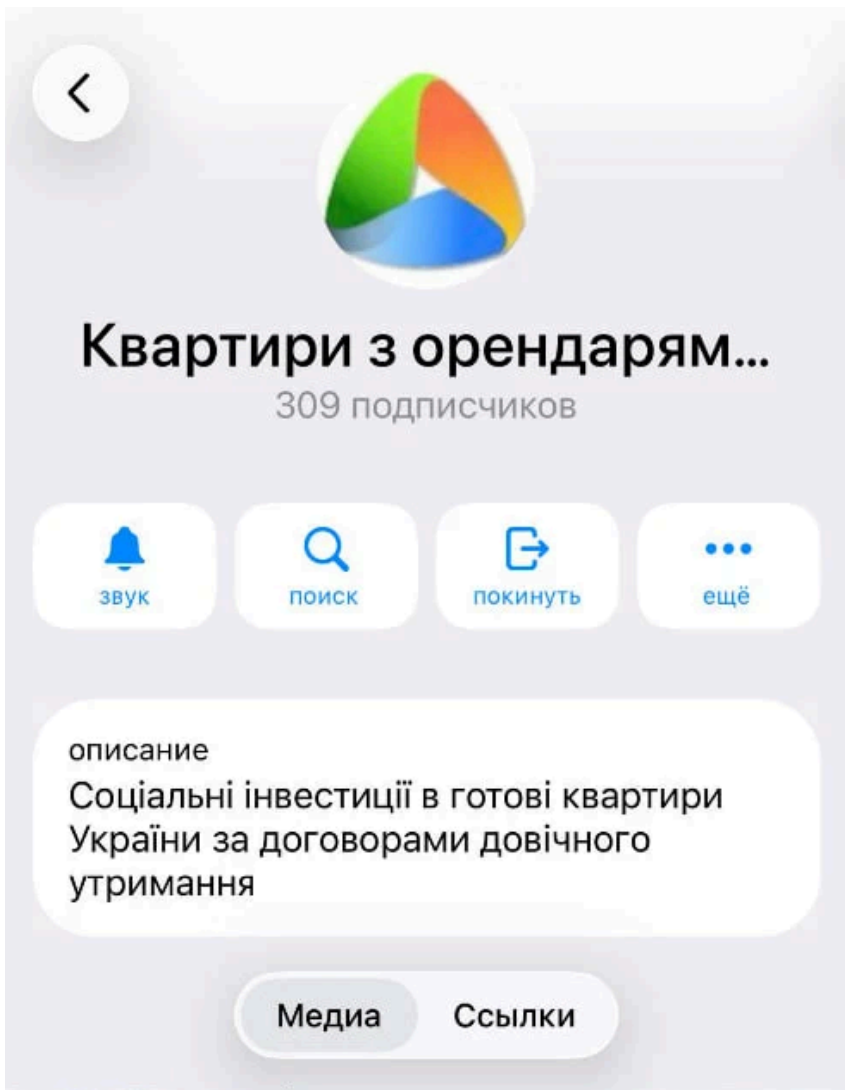 Квартири з орендарям...
309 подписчиков
звук
поиск
покинуть
ещё
описание
Соціальні інвестиції в готові квартири
України за договорами довічного
утримання
Медиа
Ссылки